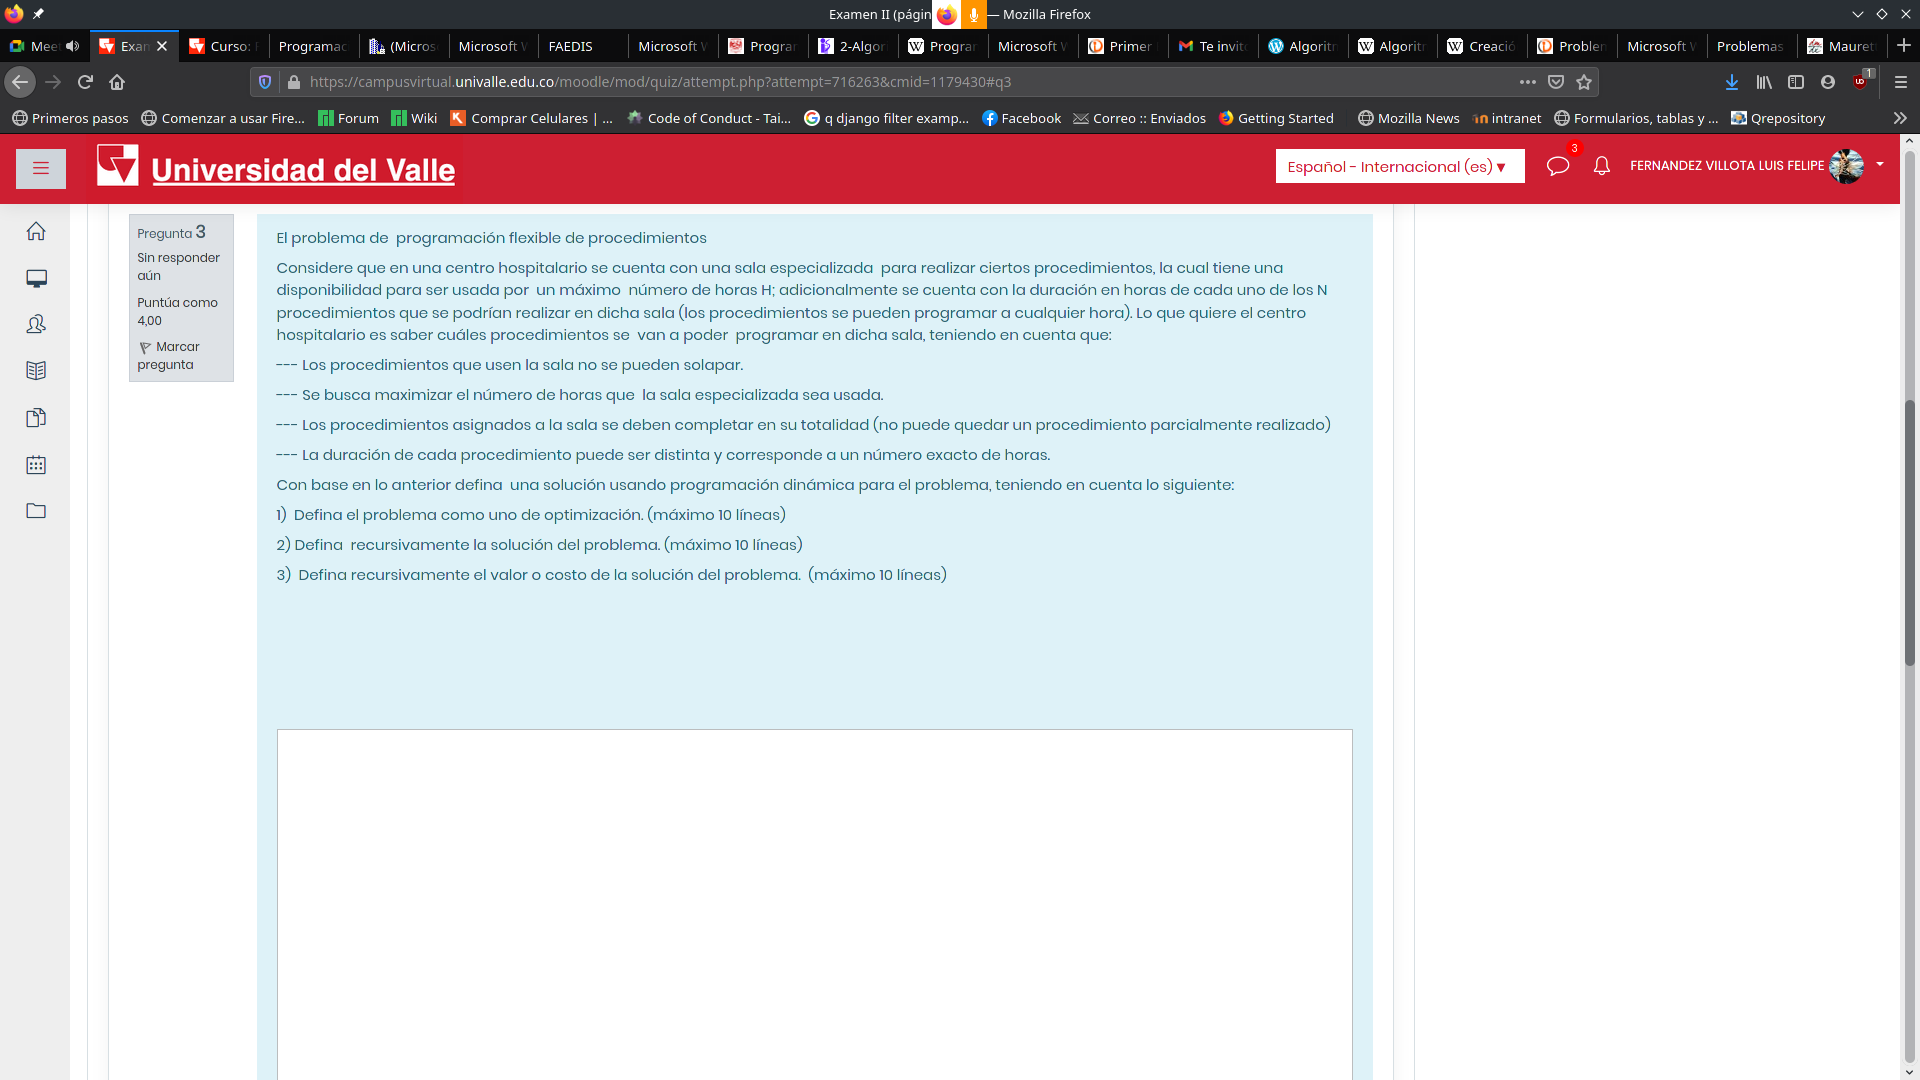 Examen II (págin — Mozilla Firefox
Mee Exan Curso: F Programac (Micros Microsoft V FAEDIS Microsoft V Progra 2-Algor Progra Microsoft V Primer Te invit Algorit Algorit Creació Problem Microsoft V Problemas Mauret
https://campusvirtual.univalle.edu.co/moodle/mod/quiz/attempt.php?attempt=716263&cmid=1179430#q3 1
Primeros pasos Comenzar a usar Fire... Forum Wiki Comprar Celulares | ... Code of Conduct - Tai... q django filter examp... Facebook Correo :: Enviados Getting Started Mozilla News intranet Formularios, tablas y ... Qrepository
Universidad del Valle Español - Internacional (es) ▼ 3 FERNANDEZ VILLOTA LUIS FELIPE
Pregunta 3
Sin responder
aún
Puntúa como
4,00
Marcar
pregunta
El problema de programación flexible de procedimientos
Considere que en una centro hospitalario se cuenta con una sala especializada para realizar ciertos procedimientos, la cual tiene una
disponibilidad para ser usada por un máximo número de horas H; adicionalmente se cuenta con la duración en horas de cada uno de los N
procedimientos que se podrían realizar en dicha sala (los procedimientos se pueden programar a cualquier hora). Lo que quiere el centro
hospitalario es saber cuáles procedimientos se van a poder programar en dicha sala, teniendo en cuenta que:
--- Los procedimientos que usen la sala no se pueden solapar.
--- Se busca maximizar el número de horas que la sala especializada sea usada.
--- Los procedimientos asignados a la sala se deben completar en su totalidad (no puede quedar un procedimiento parcialmente realizado)
--- La duración de cada procedimiento puede ser distinta y corresponde a un número exacto de horas.
Con base en lo anterior defina una solución usando programación dinámica para el problema, teniendo en cuenta lo siguiente:
1) Defina el problema como uno de optimización. (máximo 10 líneas)
2) Defina recursivamente la solución del problema. (máximo 10 líneas)
3) Defina recursivamente el valor o costo de la solución del problema. (máximo 10 líneas)